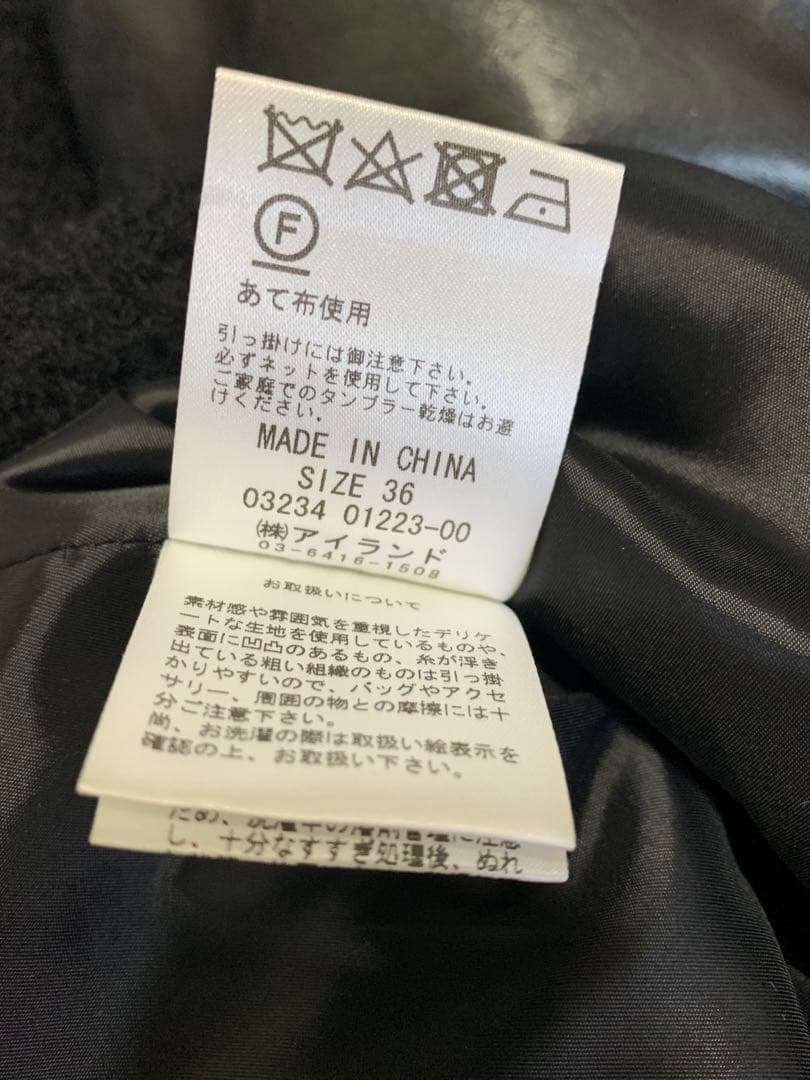 F
あて布使用
引っ掛けには御注意下さい。
必ずネットを使用して下さい。
ご家庭でのタンブラー乾燥はお避
けください。
MADE IN CHINA
SIZE 36
03234 01223-00
(株)アイランド
03-6416-1508
お取扱いについて
素材感や雰囲気を重視したデリケ
ートな生地を使用しているものや、
表面に凹凸のあるもの、糸が浮き
出ている粗い組織のものは引っ掛
かりやすいので、バッグやアクセ
サリー、周囲の物との摩擦には十
分ご注意下さい。
尚、お洗濯の際は取扱い絵表示を
確認の上、お取扱い下さい。
し、十分なすすぎ処理後、ぬれ